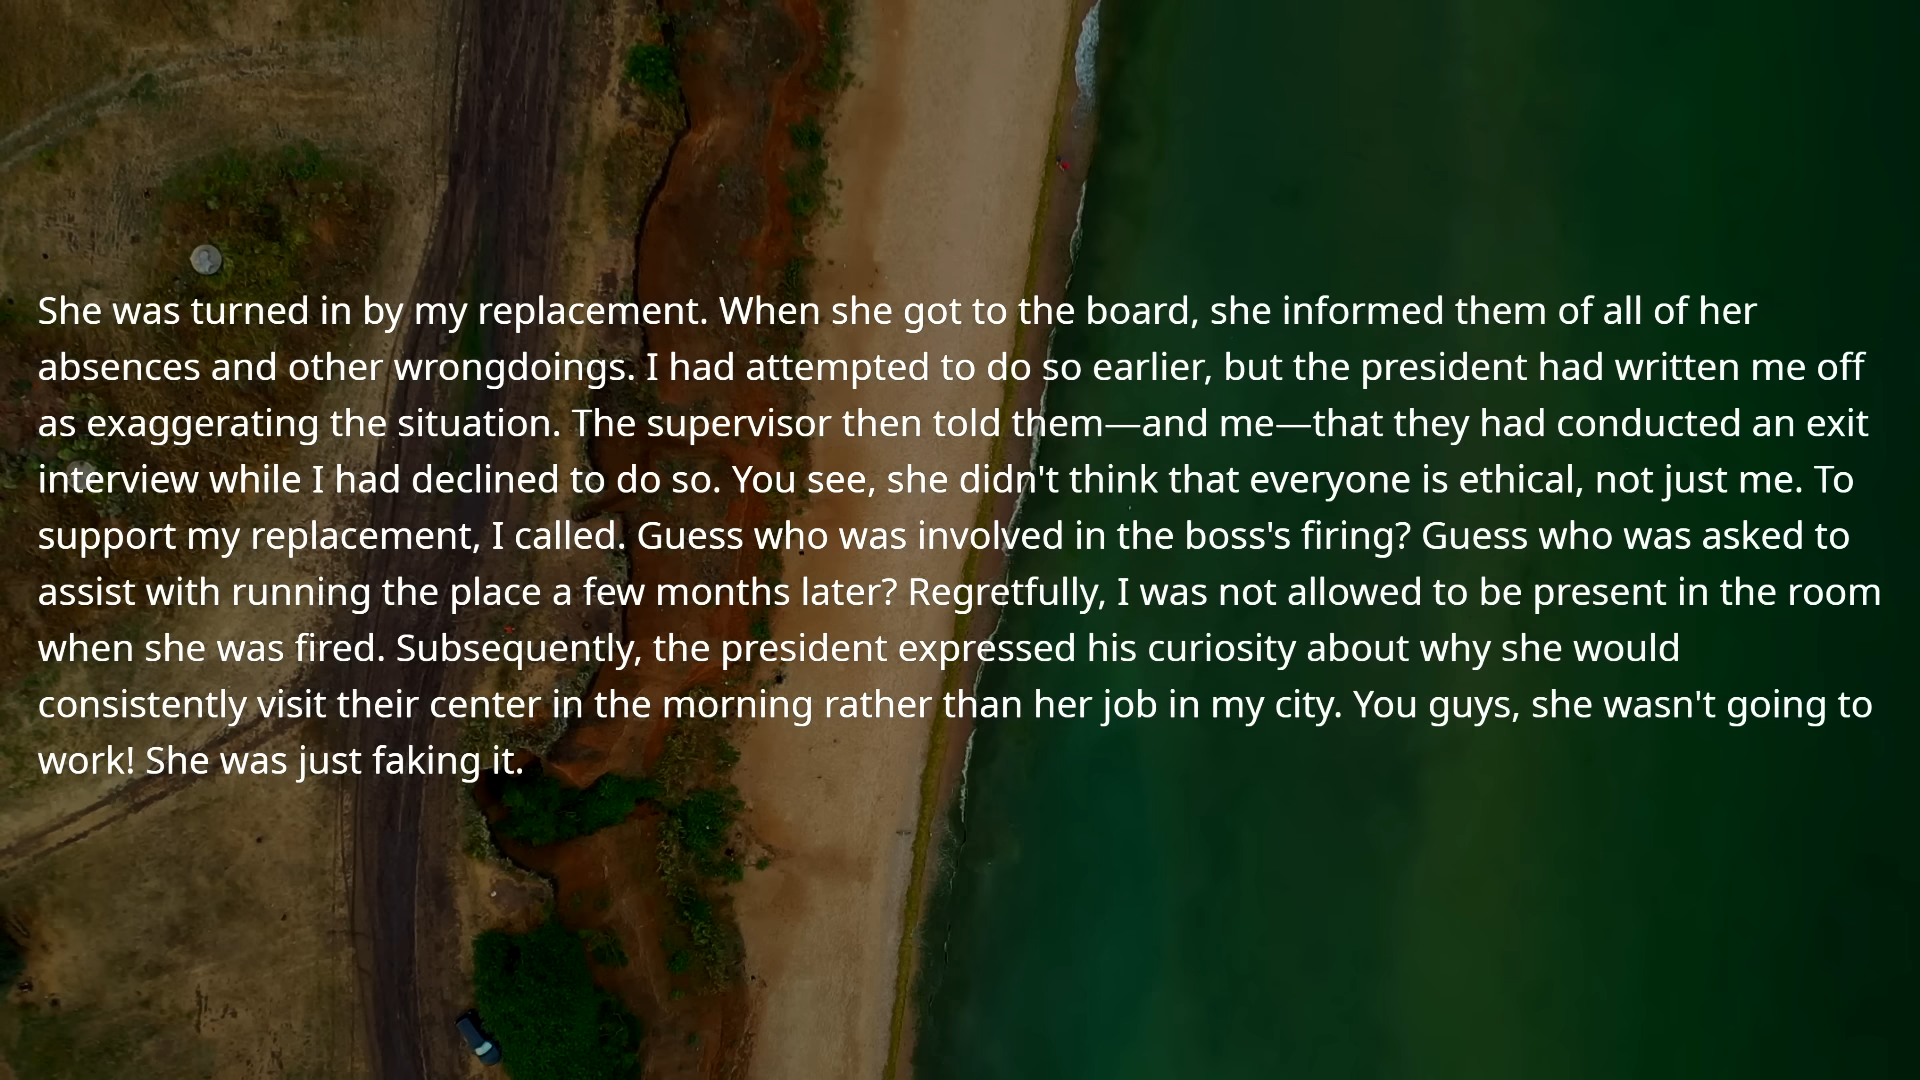 She was turned in by my replacement. When she got to the board, she informed them of all of her
absences and other wrongdoings. I had attempted to do so earlier, but the president had written me off
as exaggerating the situation. The supervisor then told them—and me—that they had conducted an exit
interview while I had declined to do so. You see, she didn't think that everyone is ethical, not just me. To
support my replacement, I called. Guess who was involved in the boss's firing? Guess who was asked to
assist with running the place a few months later? Regretfully, I was not allowed to be present in the room
when she was fired. Subsequently, the president expressed his curiosity about why she would
consistently visit their center in the morning rather than her job in my city. You guys, she wasn't going to
work! She was just faking it.